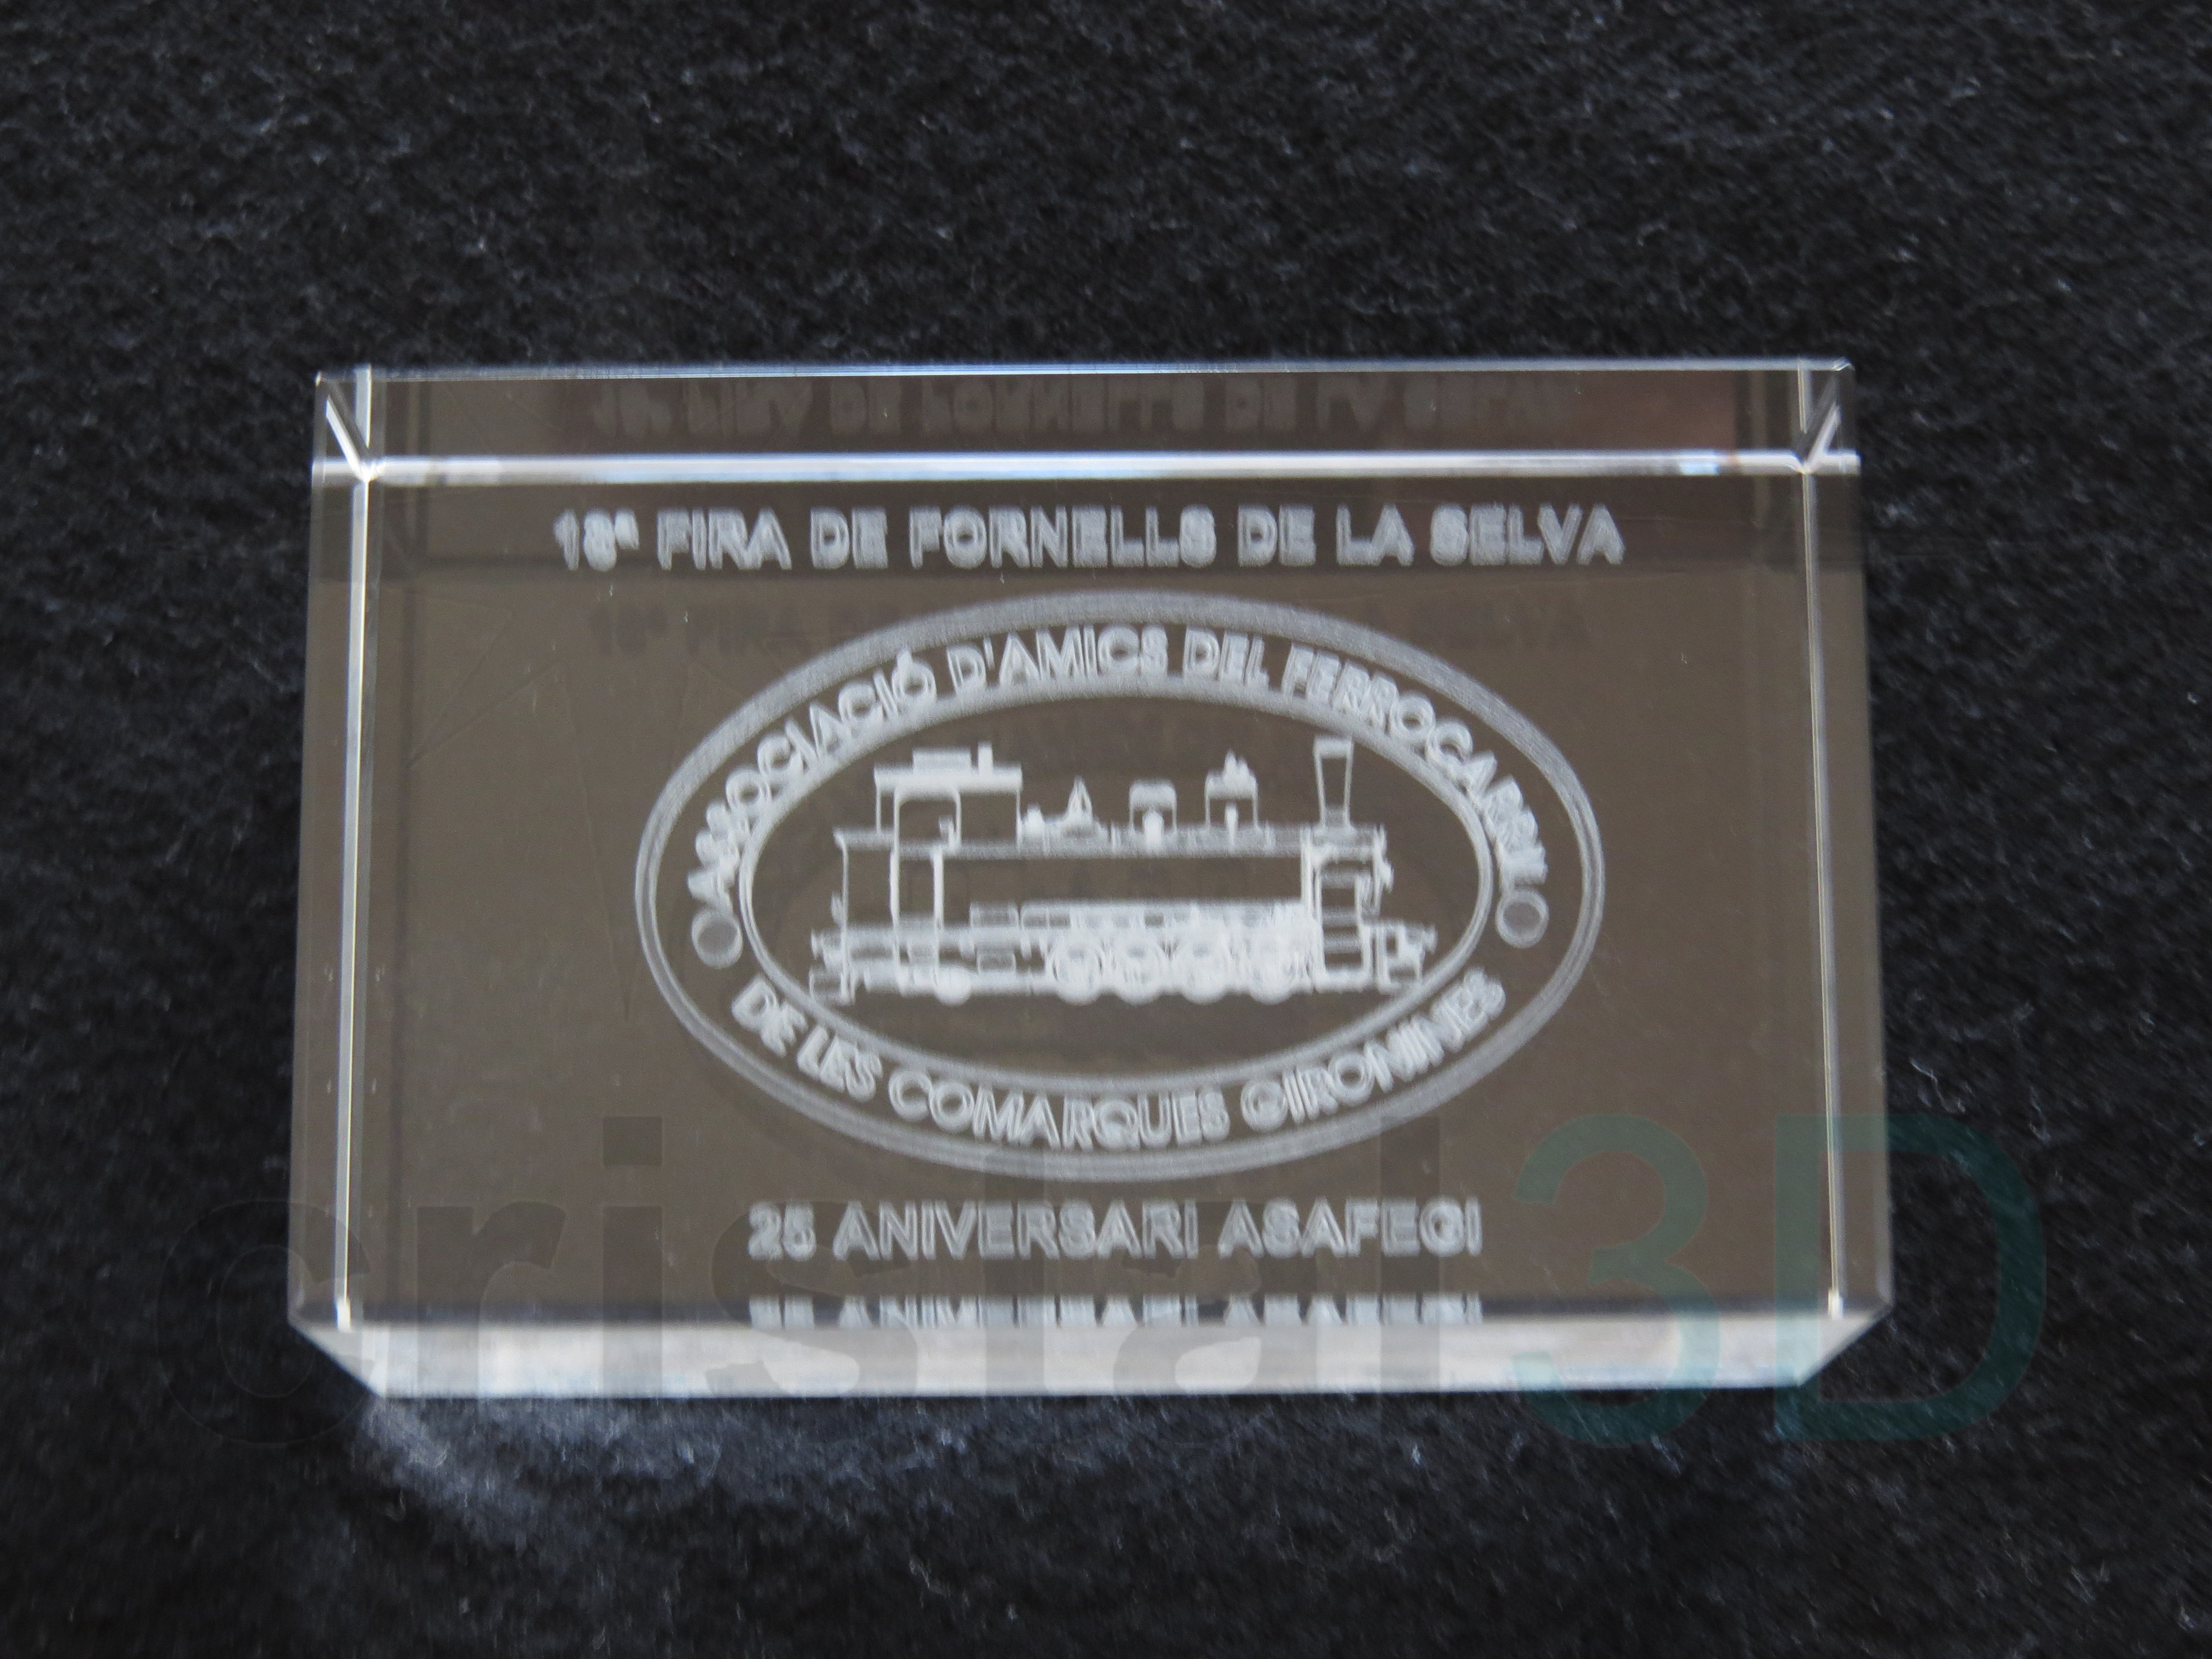 18ª FIRA DE FORNELLS DE LA SELVA
ASSOCIACIÓ D'AMICS DEL FERROCARRIL
DE LES COMARQUES GIRONINES
25 ANIVERSARI ASAFEGI
cristal3D